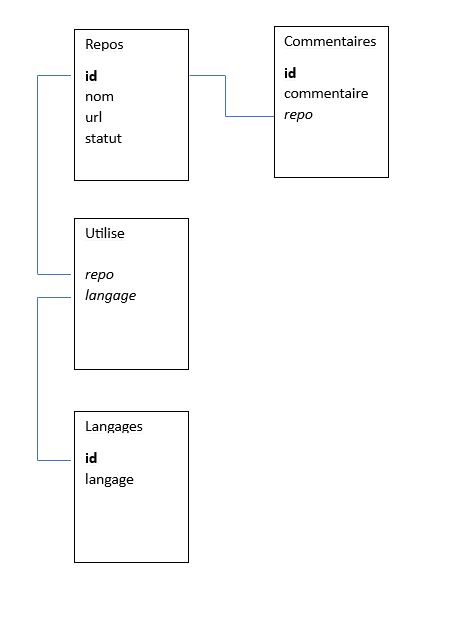 Repos
id
nom
url
statut
Commentaires
id
commentaire
repo
Utilise
repo
langage
Langages
id
langage